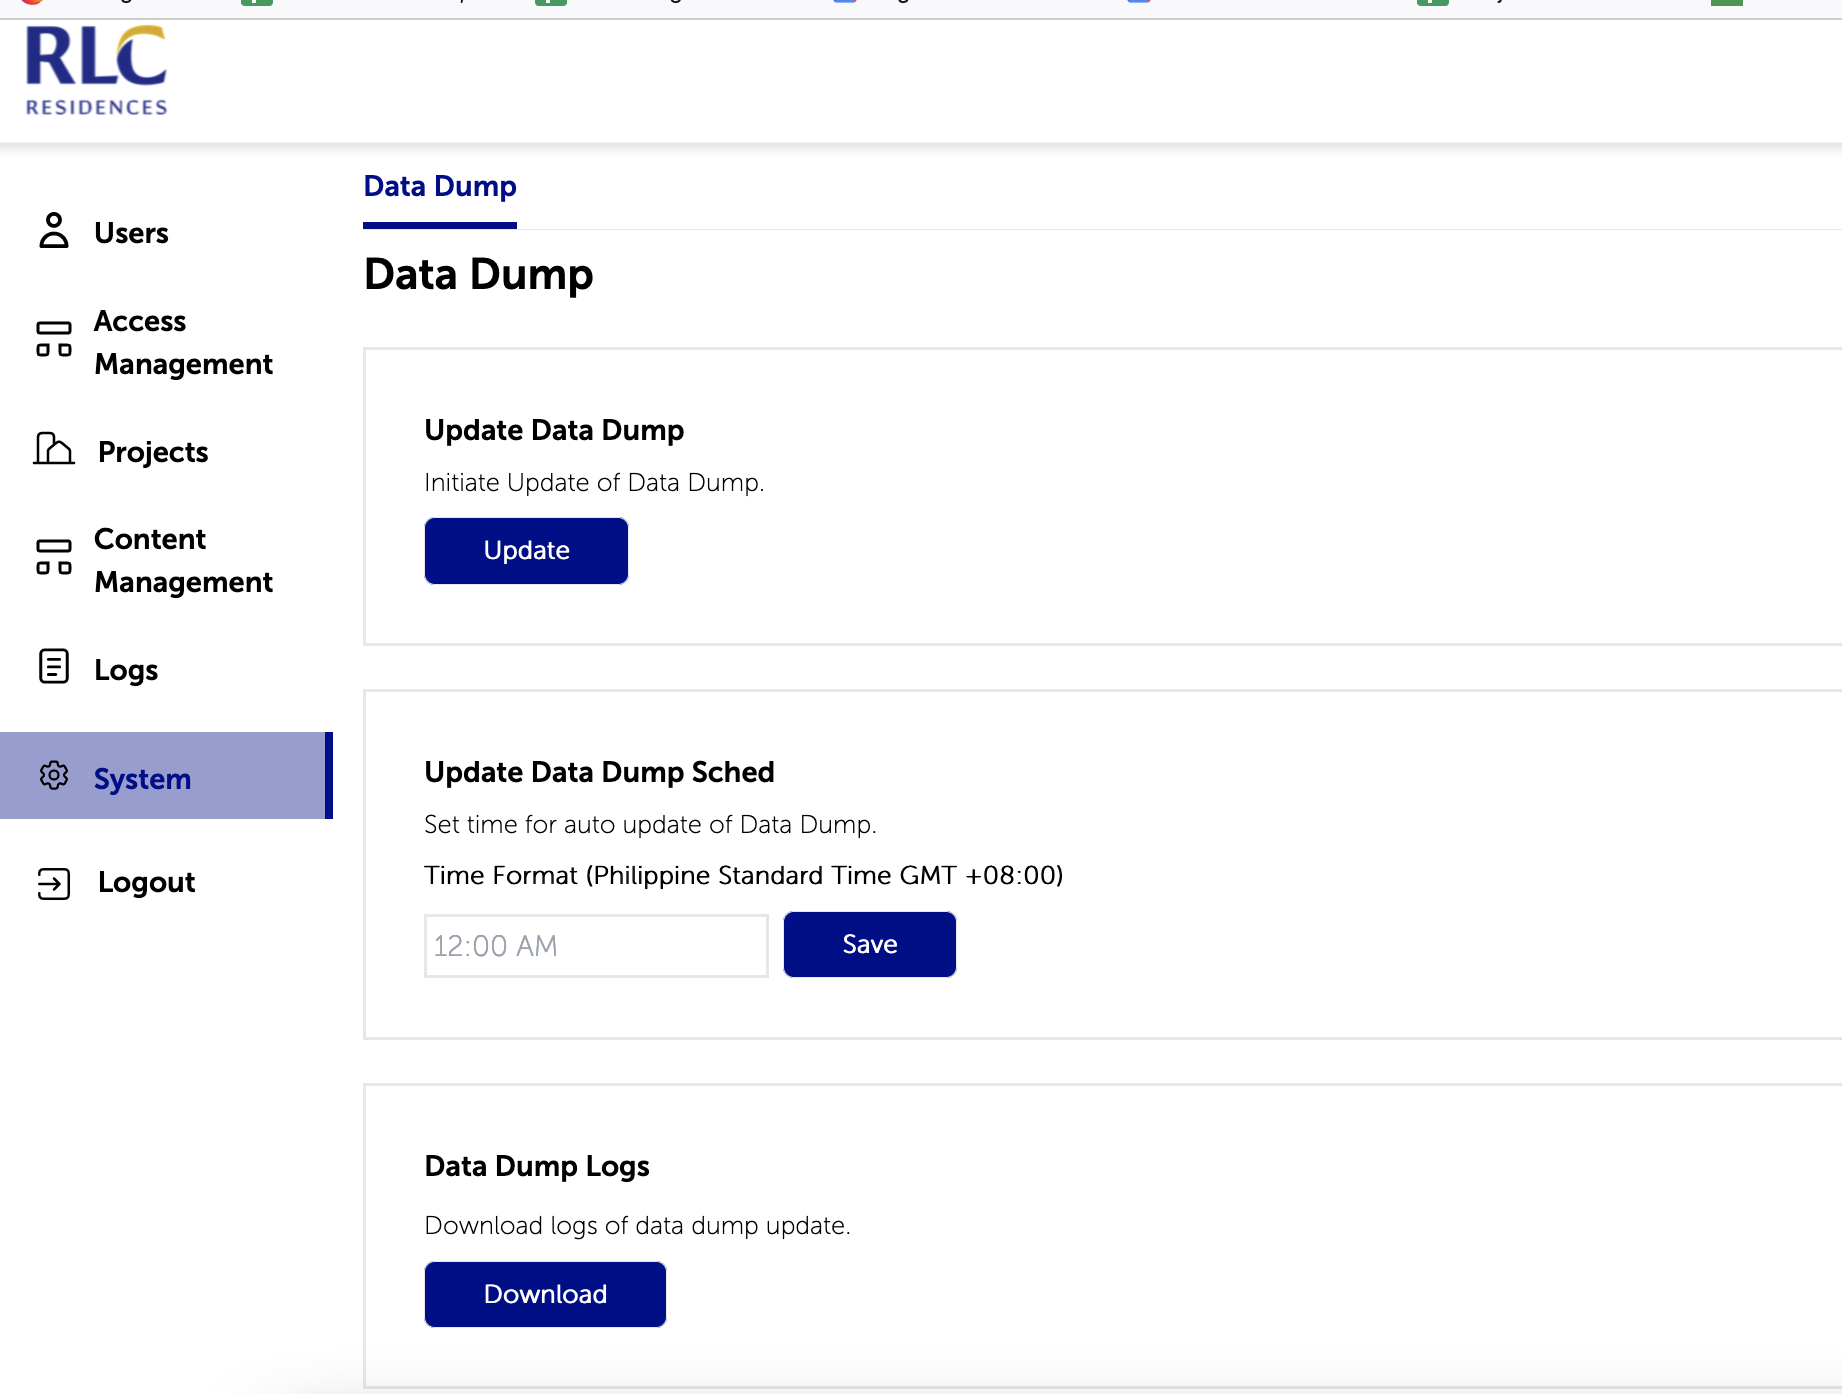 RLC
RESIDENCES
Users
Access
Management
Projects
Content
Management
Logs
System
Logout
Data Dump
Data Dump
Update Data Dump
Initiate Update of Data Dump.
Update
Update Data Dump Sched
Set time for auto update of Data Dump.
Time Format (Philippine Standard Time GMT +08:00)
12:00 AM
Save
Data Dump Logs
Download logs of data dump update.
Download